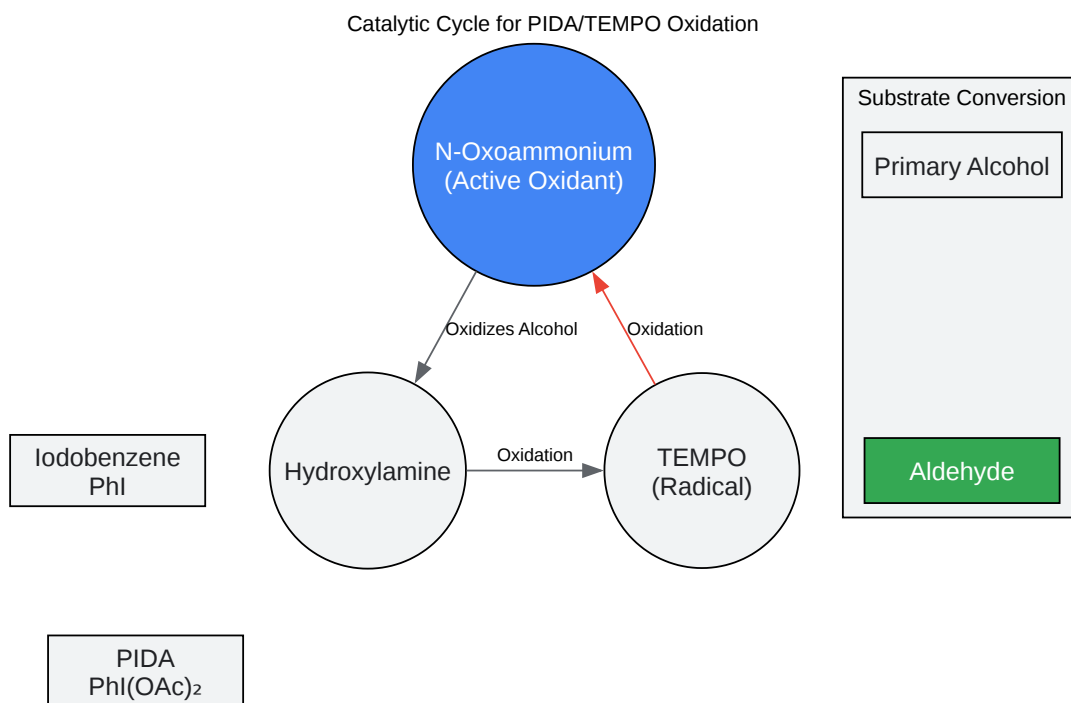 Catalytic Cycle for PIDA/TEMPO Oxidation
Substrate Conversion
N-Oxoammonium
(Active Oxidant)
Primary Alcohol
Oxidizes Alcohol
Oxidation
Iodobenzene
PhI
Hydroxylamine
Oxidation
TEMPO
(Radical)
Aldehyde
PIDA
PhI(OAc)₂